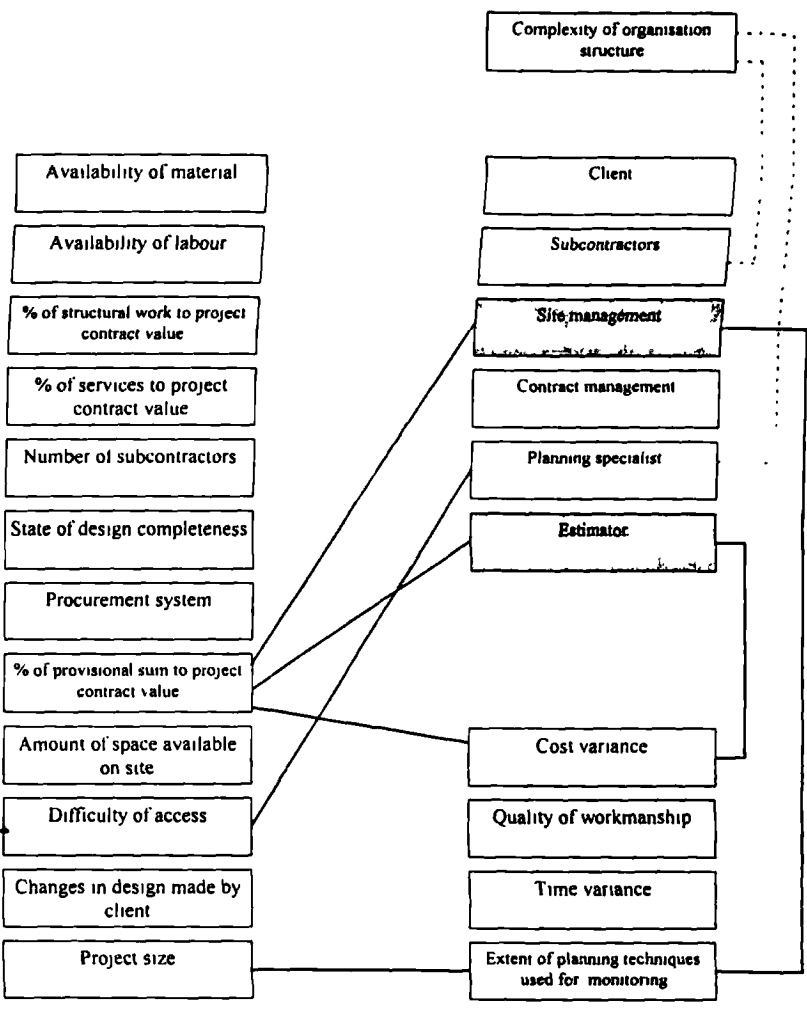 Complexity of organisation
structure
Availability of material
Availability of labour
% of structural work to project
contract value
% of services to project
contract value
Number of subcontractors
State of design completeness
Procurement system
% of provisional sum to project
contract value
Amount of space available
on site
Difficulty of access
Changes in design made by
client
Project size
Client
Subcontractors
Site management
Contract management
Planning specialist
Estimator
Cost variance
Quality of workmanship
Time variance
Extent of planning techniques
used for monitoring